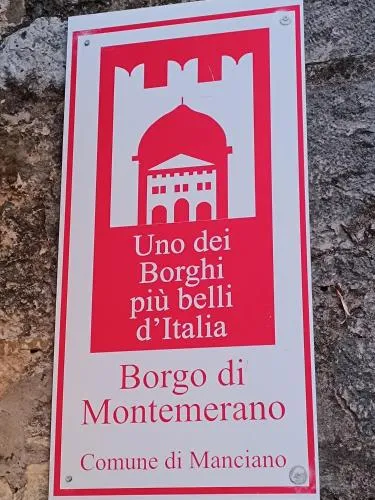 Uno dei
Borghi
più belli
d'Italia
Borgo di
Montemerano
Comune di Manciano